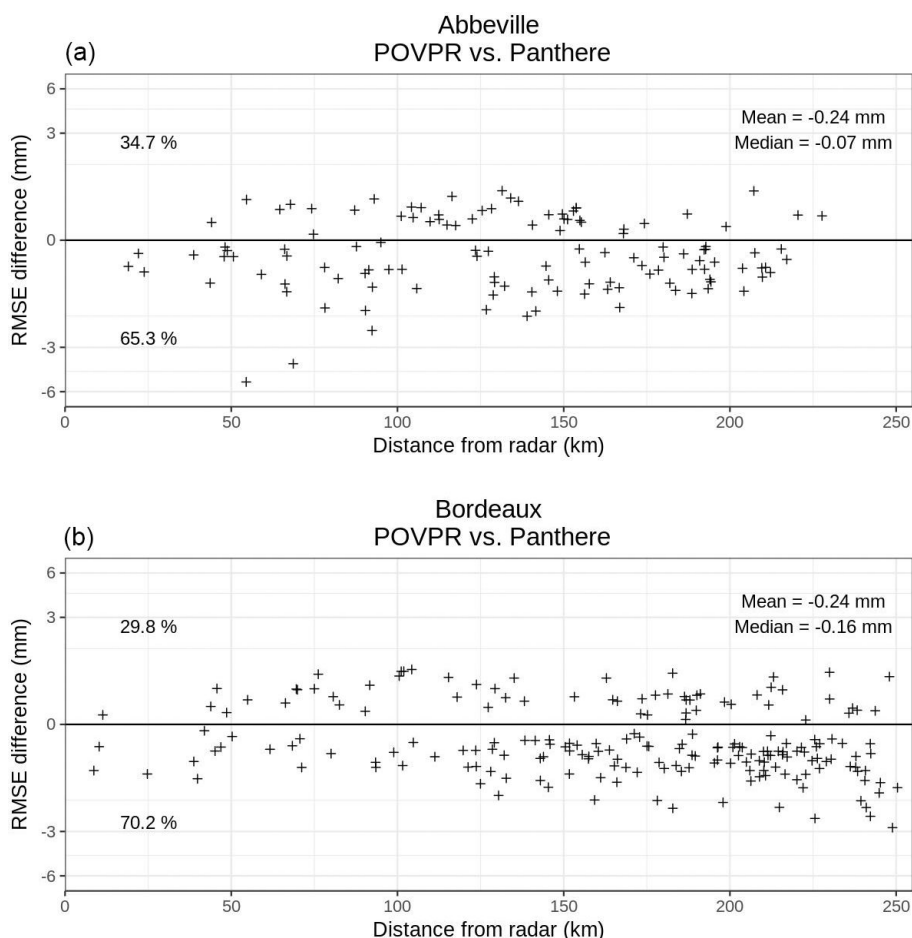 Abbeville
(a)
POVPR vs. Panthere
6
3
0
-3
-6
RMSE difference (mm)
34.7 %
65.3 %
Mean = -0.24 mm
Median = -0.07 mm
0 50 100 150 200 250
Distance from radar (km)
Bordeaux
(b)
POVPR vs. Panthere
6
3
0
-3
-6
RMSE difference (mm)
29.8 %
70.2 %
Mean = -0.24 mm
Median = -0.16 mm
0 50 100 150 200 250
Distance from radar (km)